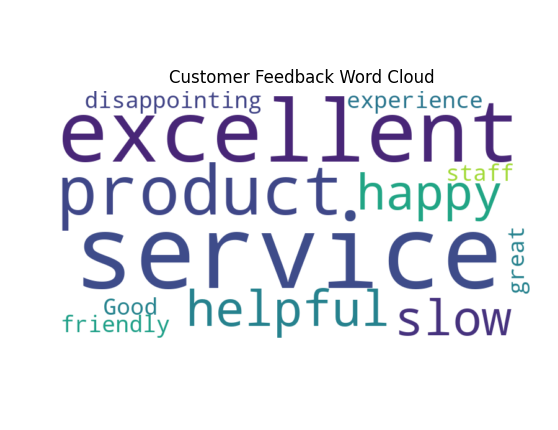 Customer Feedback Word Cloud
disappointing experience
excellent
staff
product happy
service
great
Good
helpful
friendly
slow